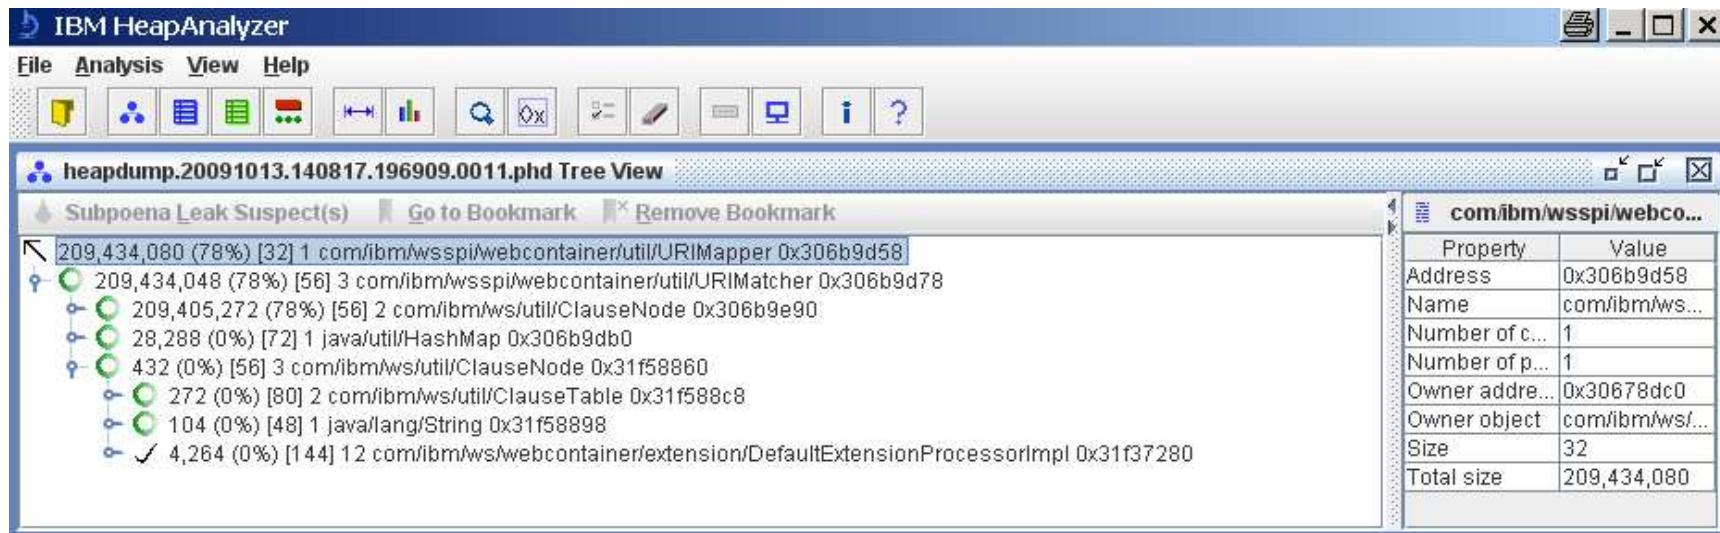 IBM HeapAnalyzer
File Analysis View Help
0x
i ?
heapdump.20091013.140817.196909.0011.phd Tree View
Subpoena Leak Suspect(s) Go to Bookmark Remove Bookmark
com/ibm/wsspi/webco...
209,434,080 (78%) [32] 1 com/ibm/wsspi/webcontainer/util/URIMapper 0x306b9d58
209,434,048 (78%) [56] 3 com/ibm/wsspi/webcontainer/util/URIMatcher 0x306b9d78
209,405,272 (78%) [56] 2 com/ibm/ws/util/ClauseNode 0x306b9e90
28,288 (0%) [72] 1 java/util/HashMap 0x306b9db0
432 (0%) [56] 3 com/ibm/ws/util/ClauseNode 0x31f58860
272 (0%) [80] 2 com/ibm/ws/util/ClauseTable 0x31f588c8
104 (0%) [48] 1 java/lang/String 0x31f58898
4,264 (0%) [144] 12 com/ibm/ws/webcontainer/extension/DefaultExtensionProcessorImpl 0x31f37280
Property Value
Address 0x306b9d58
Name com/ibm/ws...
Number of c... 1
Number of p... 1
Owner addre... 0x30678dc0
Owner object com/ibm/ws/...
Size 32
Total size 209,434,080